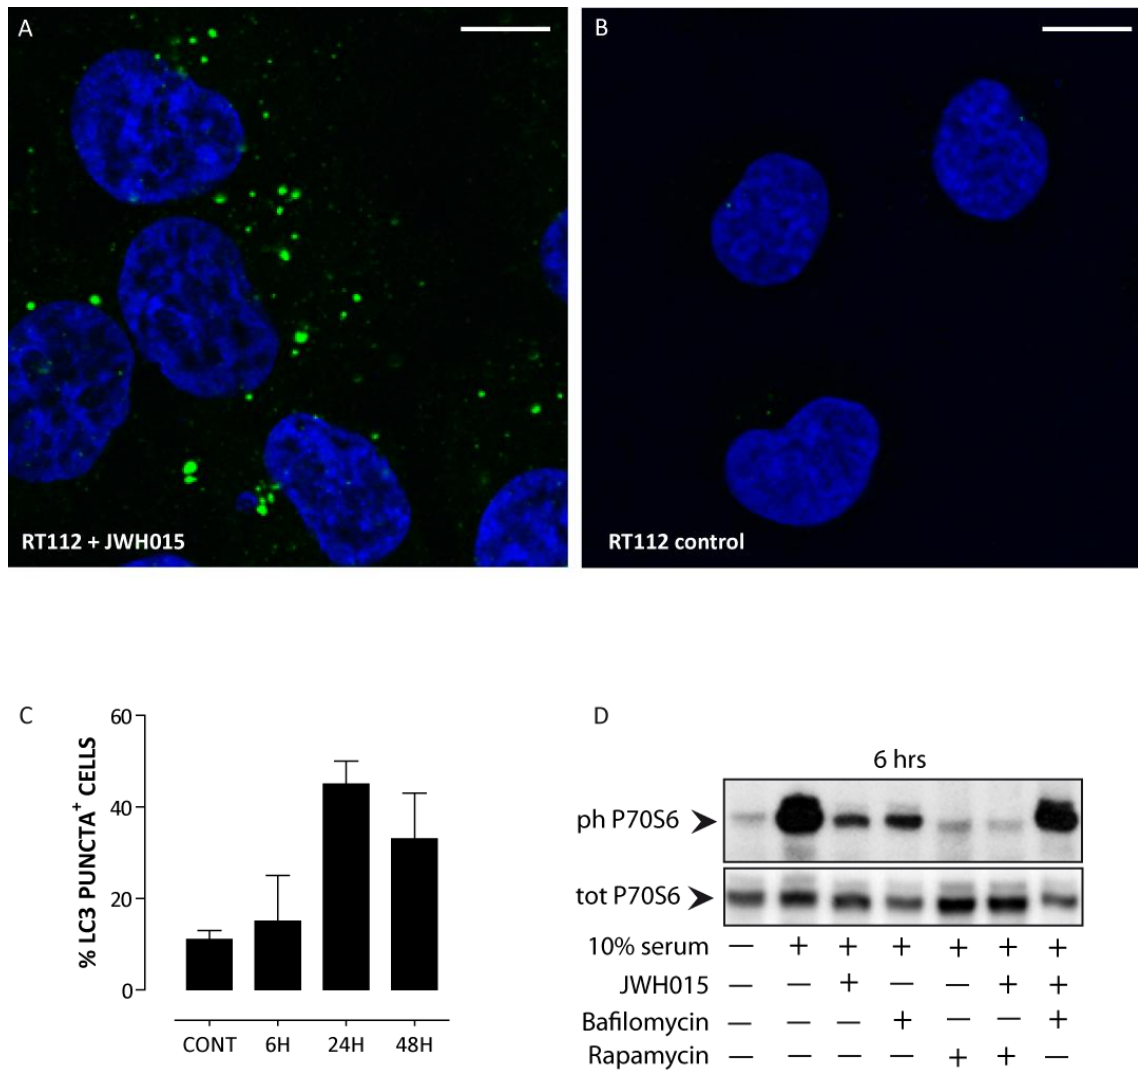 A
B
RT112 + JWH015
RT112 control
C
% LC3 PUNCTA+ CELLS
60
40
20
0
CONT 6H 24H 48H
D
6 hrs
ph P70S6
tot P70S6
10% serum — + + + + + +
JWH015 — — + — — + +
Bafilomycin — — — + — — +
Rapamycin — — — — + + —